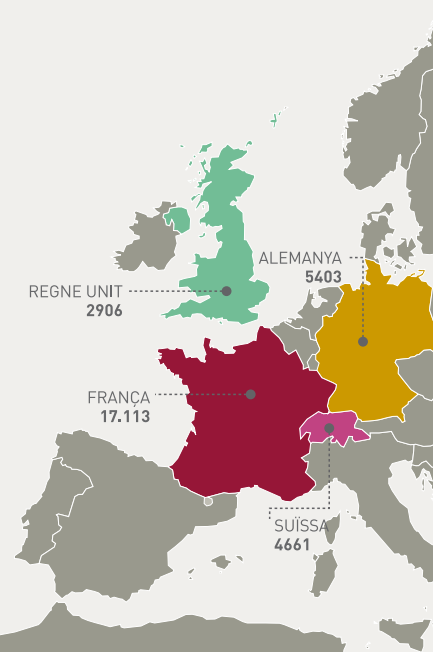 ALEMANYA
5403
REGNE UNIT
2906
FRANÇA
17.113
SUÏSSA
4661